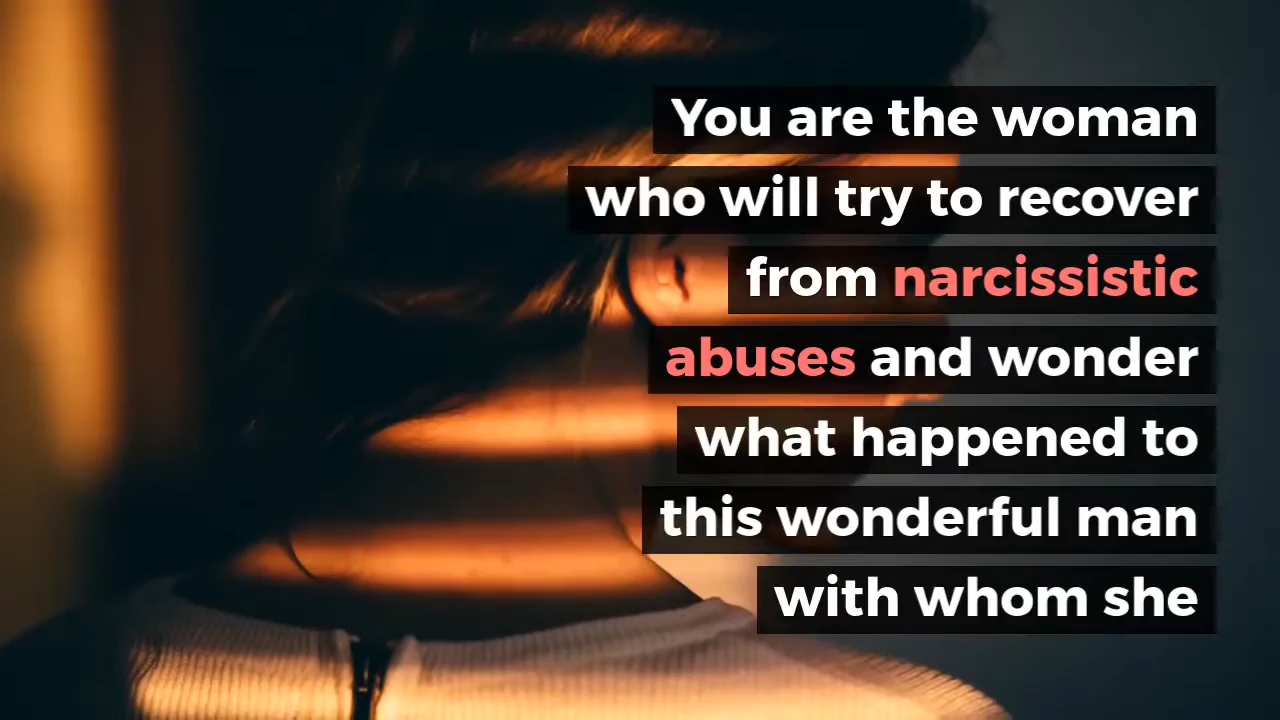 You are the woman
who will try to recover
from narcissistic
abuses and wonder
what happened to
this wonderful man
with whom she